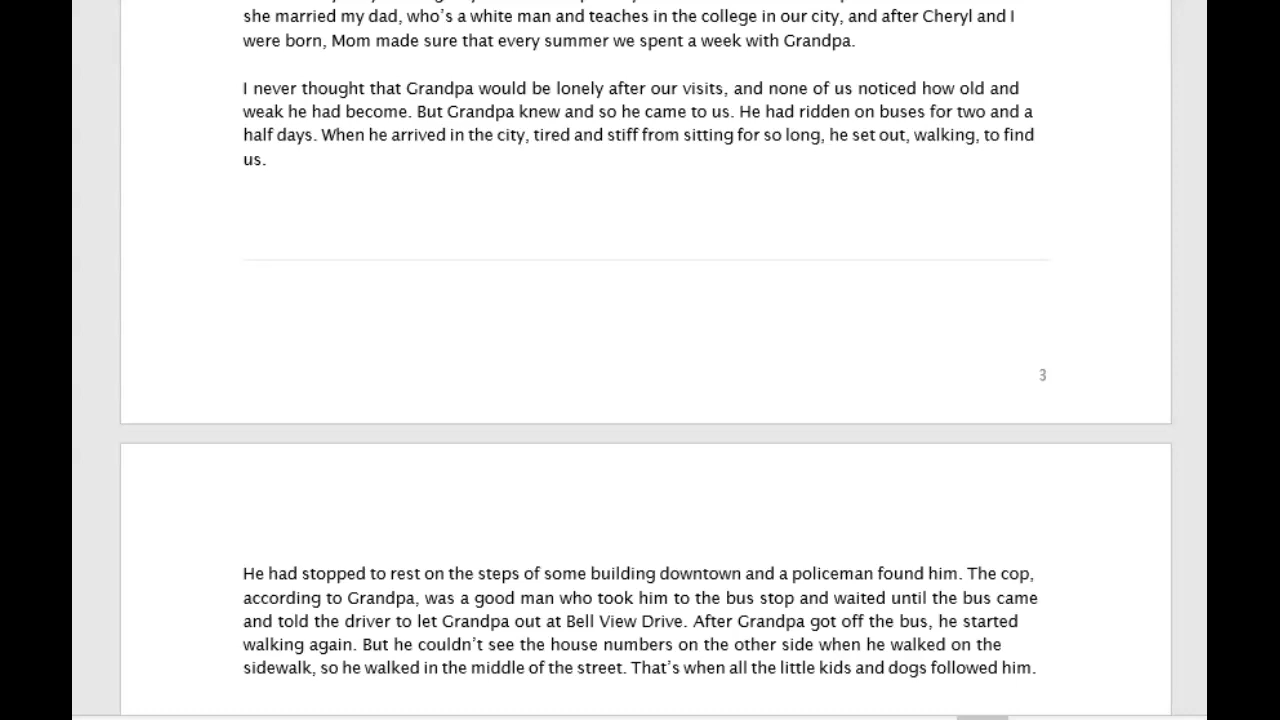 she married my dad, who's a white man and teaches in the college in our city, and after Cheryl and I
were born, Mom made sure that every summer we spent a week with Grandpa.
I never thought that Grandpa would be lonely after our visits, and none of us noticed how old and
weak he had become. But Grandpa knew and so he came to us. He had ridden on buses for two and a
half days. When he arrived in the city, tired and stiff from sitting for so long, he set out, walking, to find
us.
3
He had stopped to rest on the steps of some building downtown and a policeman found him. The cop,
according to Grandpa, was a good man who took him to the bus stop and waited until the bus came
and told the driver to let Grandpa out at Bell View Drive. After Grandpa got off the bus, he started
walking again. But he couldn't see the house numbers on the other side when he walked on the
sidewalk, so he walked in the middle of the street. That's when all the little kids and dogs followed him.